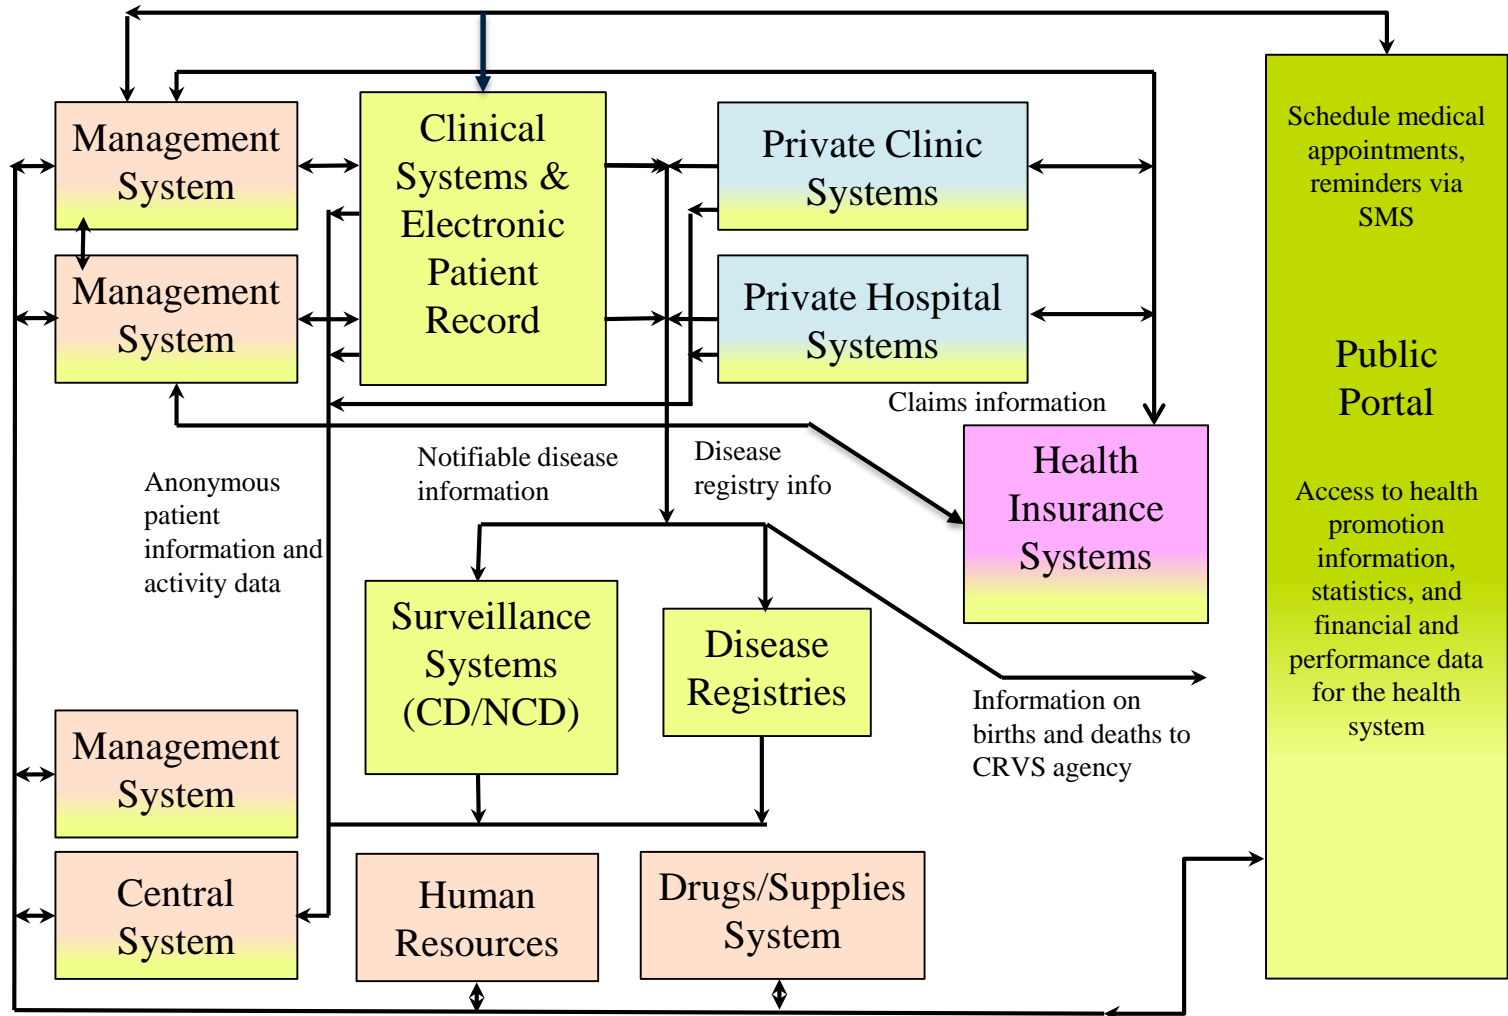 Management
System
Clinical
Systems &
Electronic
Patient
Record
Private Clinic
Systems
Schedule medical
appointments,
reminders via
SMS
Management
System
Private Hospital
Systems
Public
Portal
Claims information
Anonymous
patient
information and
activity data
Notifiable disease
information
Disease
registry info
Health
Insurance
Systems
Access to health
promotion
information,
statistics, and
financial and
performance data
for the health
system
Surveillance
Systems
(CD/NCD)
Disease
Registries
Information on
births and deaths to
CRVS agency
Management
System
Central
System
Human
Resources
Drugs/Supplies
System